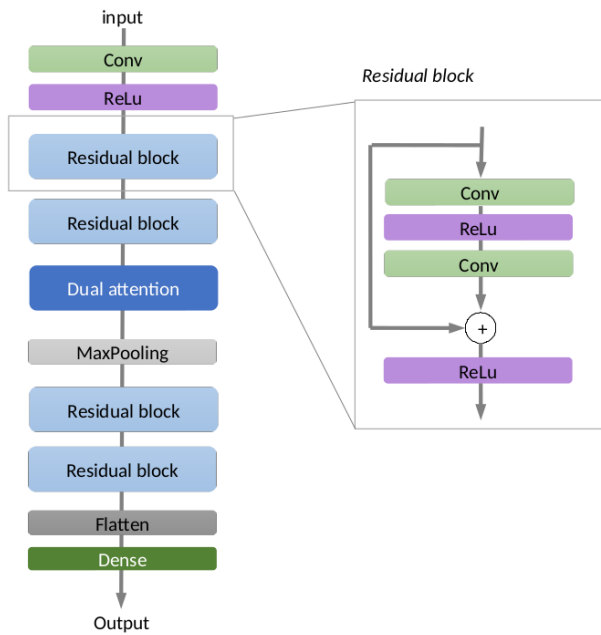 input
Conv
ReLu
Residual block
Residual block
Dual attention
MaxPooling
Residual block
Residual block
Flatten
Dense
Output
Residual block
Conv
ReLu
Conv
+
ReLu